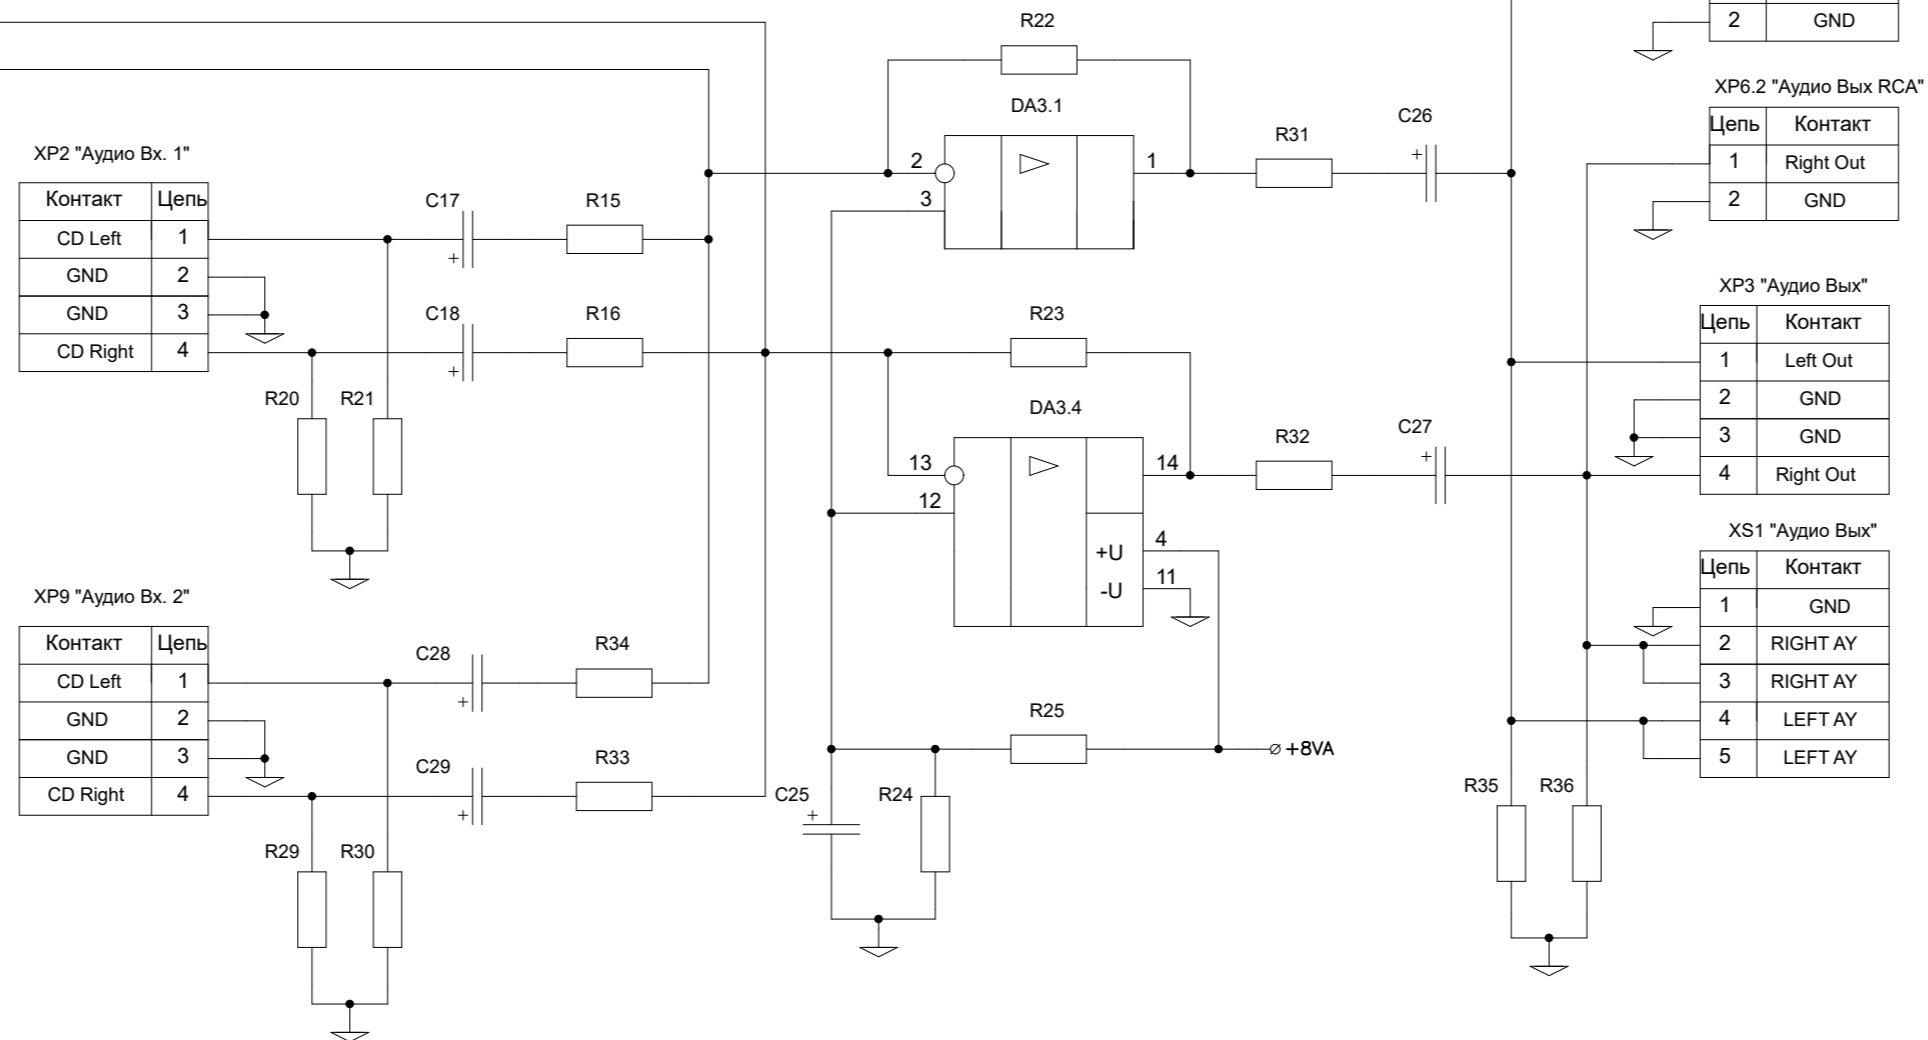 R22
2 GND
XP6.2 "Аудио Вых RCA"
Цепь Контакт
1 Right Out
2 GND
DA3.1
2
3
1
R31
C26
+
XP2 "Аудио Вх. 1"
Контакт Цепь
CD Left 1
GND 2
GND 3
CD Right 4
C17
+
R15
C18
+
R16
R20
R21
R23
DA3.4
13
12
14
+U
-U
4
11
R32
C27
+
XP3 "Аудио Вых"
Цепь Контакт
1 Left Out
2 GND
3 GND
4 Right Out
XS1 "Аудио Вых"
Цепь Контакт
1 GND
2 RIGHT AY
3 RIGHT AY
4 LEFT AY
5 LEFT AY
XP9 "Аудио Вх. 2"
Контакт Цепь
CD Left 1
GND 2
GND 3
CD Right 4
C28
+
R34
C29
+
R33
R29
R30
R25
+8VA
C25
+
R24
R35
R36